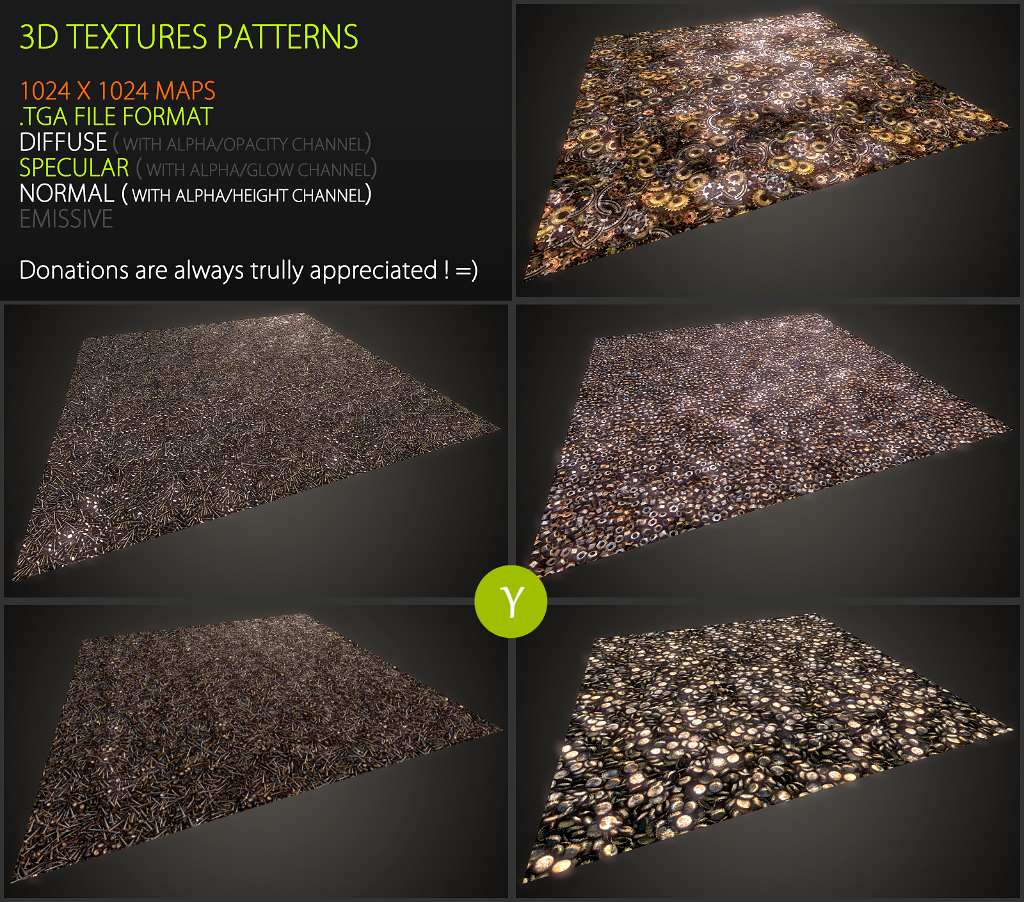 3D TEXTURES PATTERNS
1024 X 1024 MAPS
.TGA FILE FORMAT
DIFFUSE ( WITH ALPHA/OPACITY CHANNEL)
SPECULAR ( WITH ALPHA/GLOW CHANNEL)
NORMAL ( WITH ALPHA/HEIGHT CHANNEL)
EMISSIVE
Donations are always trully appreciated ! =)
Y